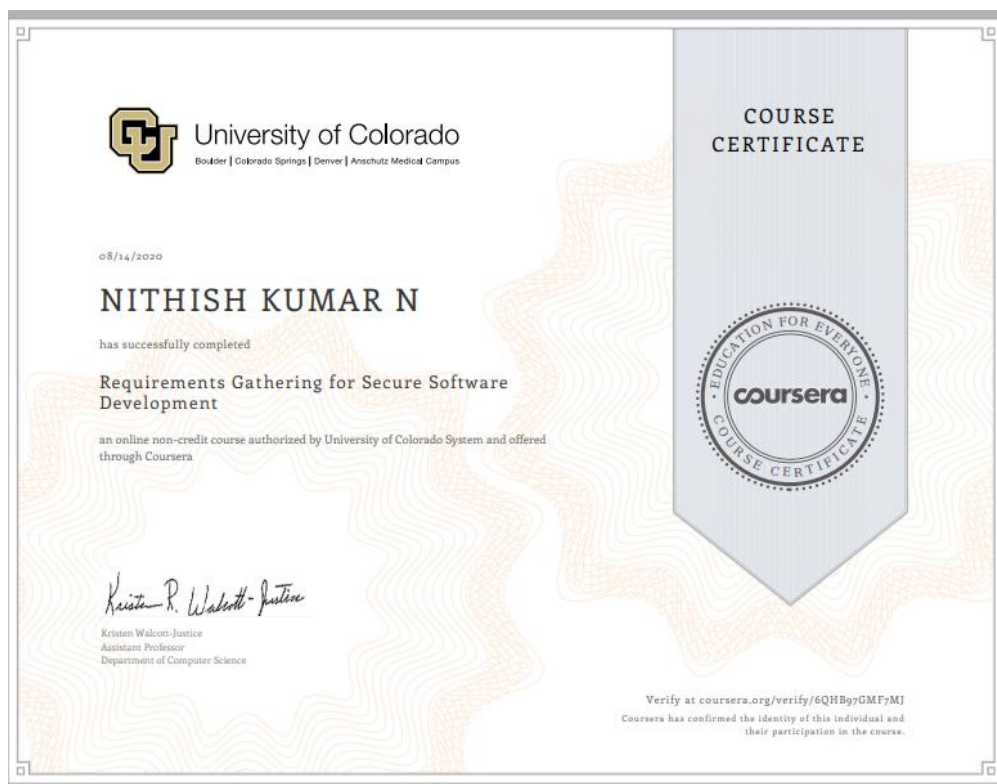 CU
University of Colorado
Boulder | Colorado Springs | Denver | Anschutz Medical Campus
COURSE
CERTIFICATE
08/14/2020
NITHISH KUMAR N
has successfully completed
Requirements Gathering for Secure Software
Development
an online non-credit course authorized by University of Colorado System and offered
through Coursera
EDUCATION FOR EVERYONE
coursera
COURSE CERTIFICATE
Kristen R. Walcott-Justice
Kristen Walcott-Justice
Assistant Professor
Department of Computer Science
Verify at coursera.org/verify/6QHB97GMF7MJ
Coursera has confirmed the identity of this individual and
their participation in the course.